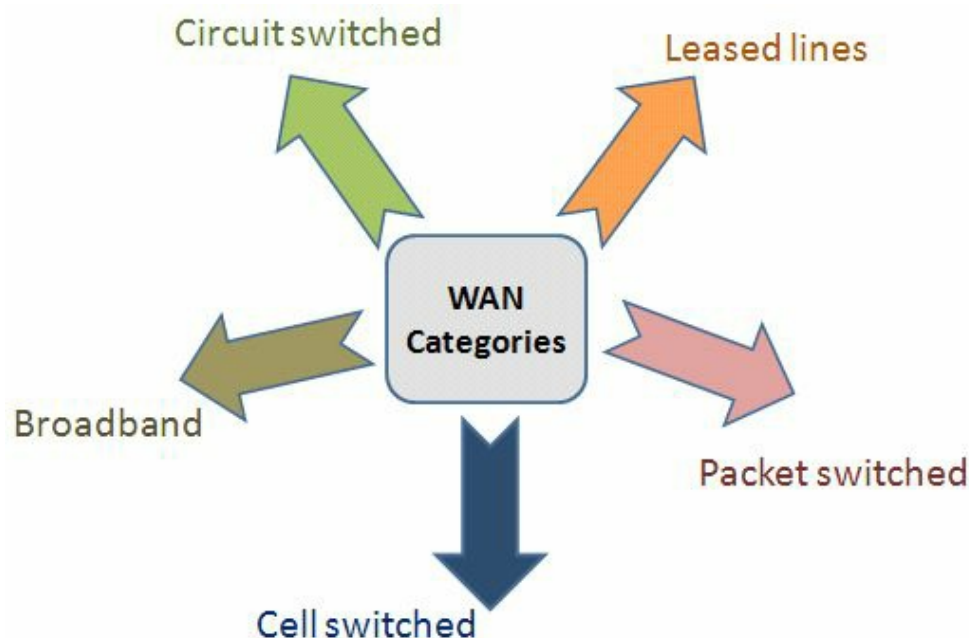 Circuit switched
Leased lines
WAN
Categories
Broadband
Packet switched
Cell switched